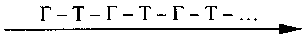 Г – Т – Г – Т – Г – Т – ...